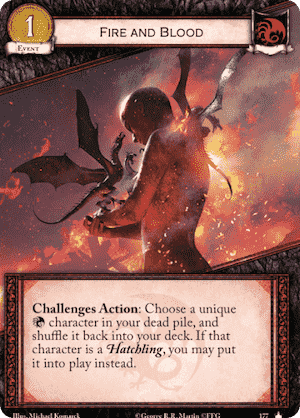 1
Event
Fire and Blood
Challenges Action: Choose a unique
character in your dead pile, and
shuffle it back into your deck. If that
character is a Hatchling, you may put
it into play instead.
Illus. Michael Komarck
© George R.R. Martin ©FFG
177